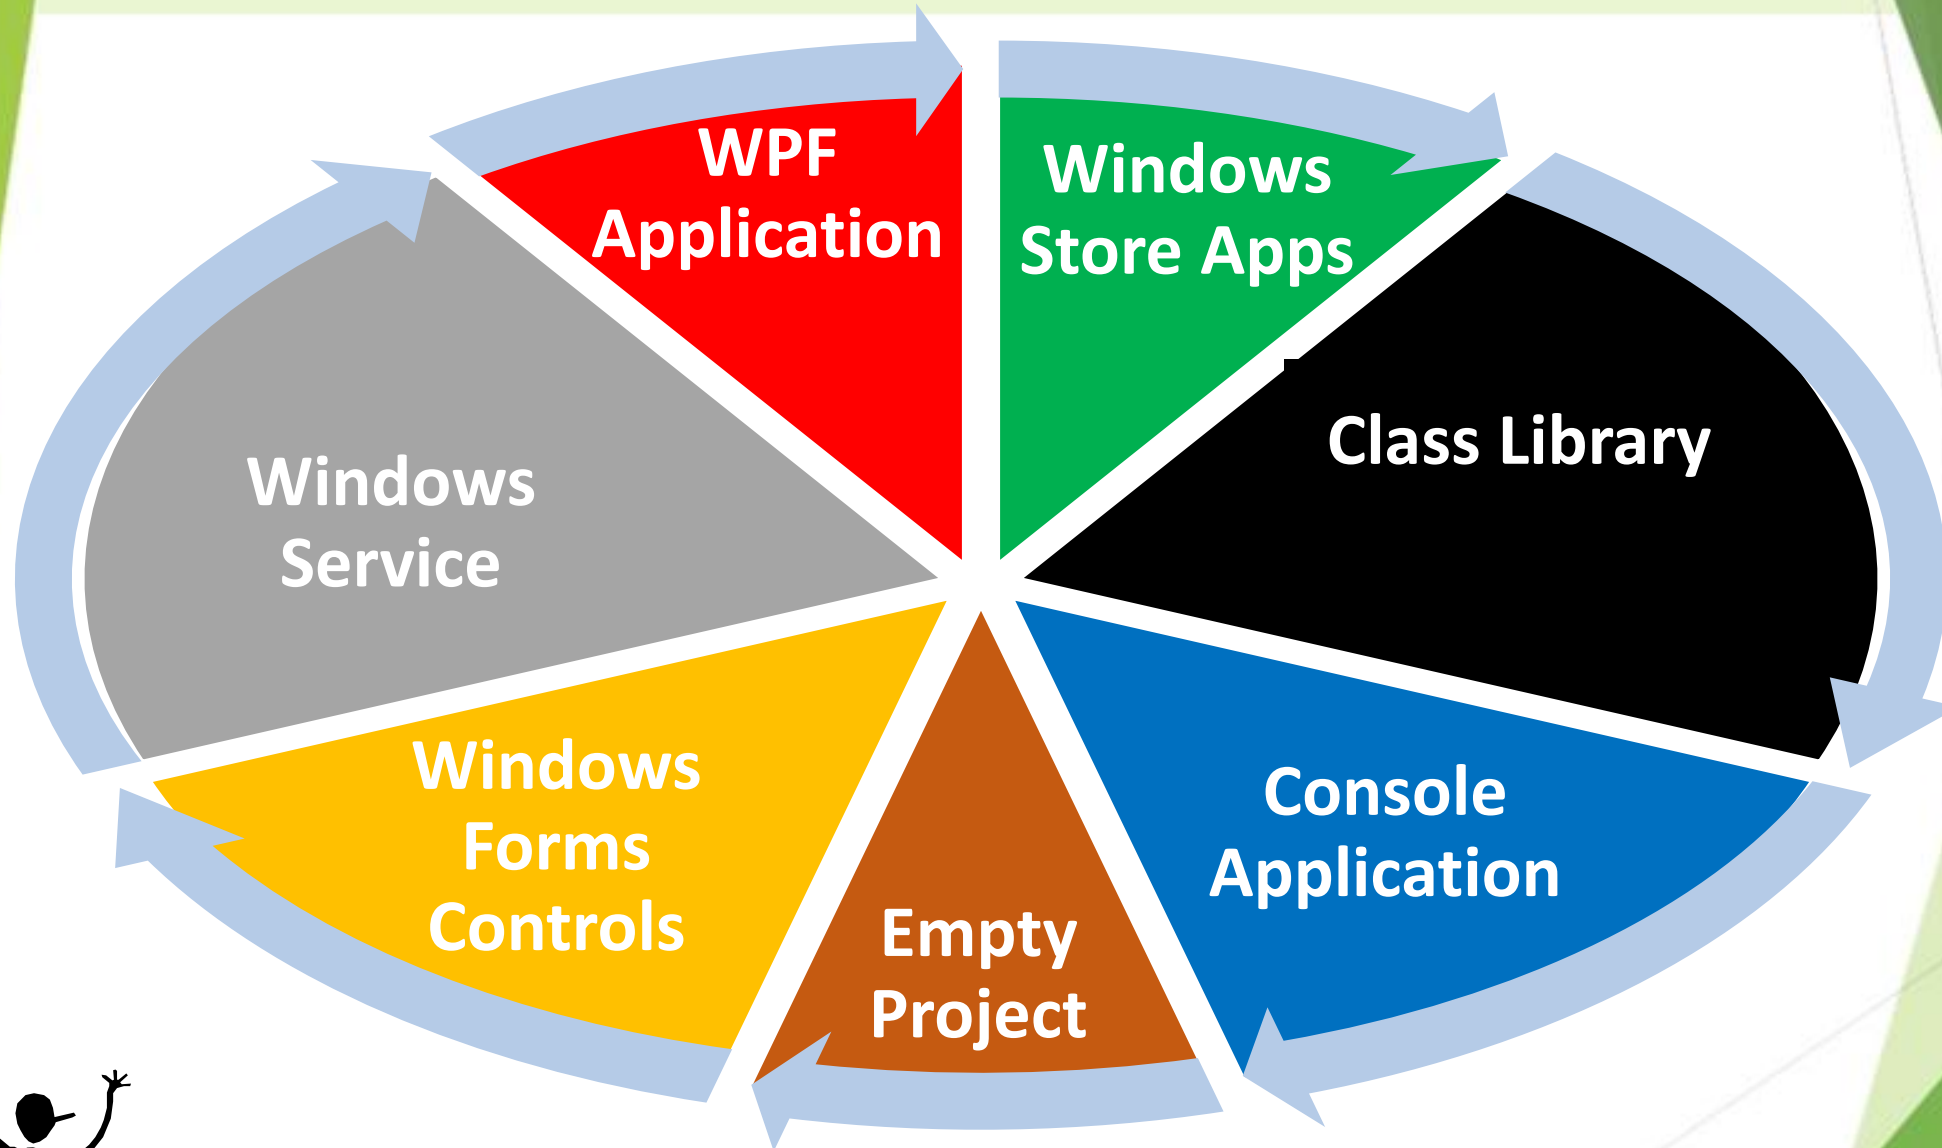 WPF
Application
Windows
Store Apps
Class Library
Console
Application
Empty
Project
Windows
Forms
Controls
Windows
Service